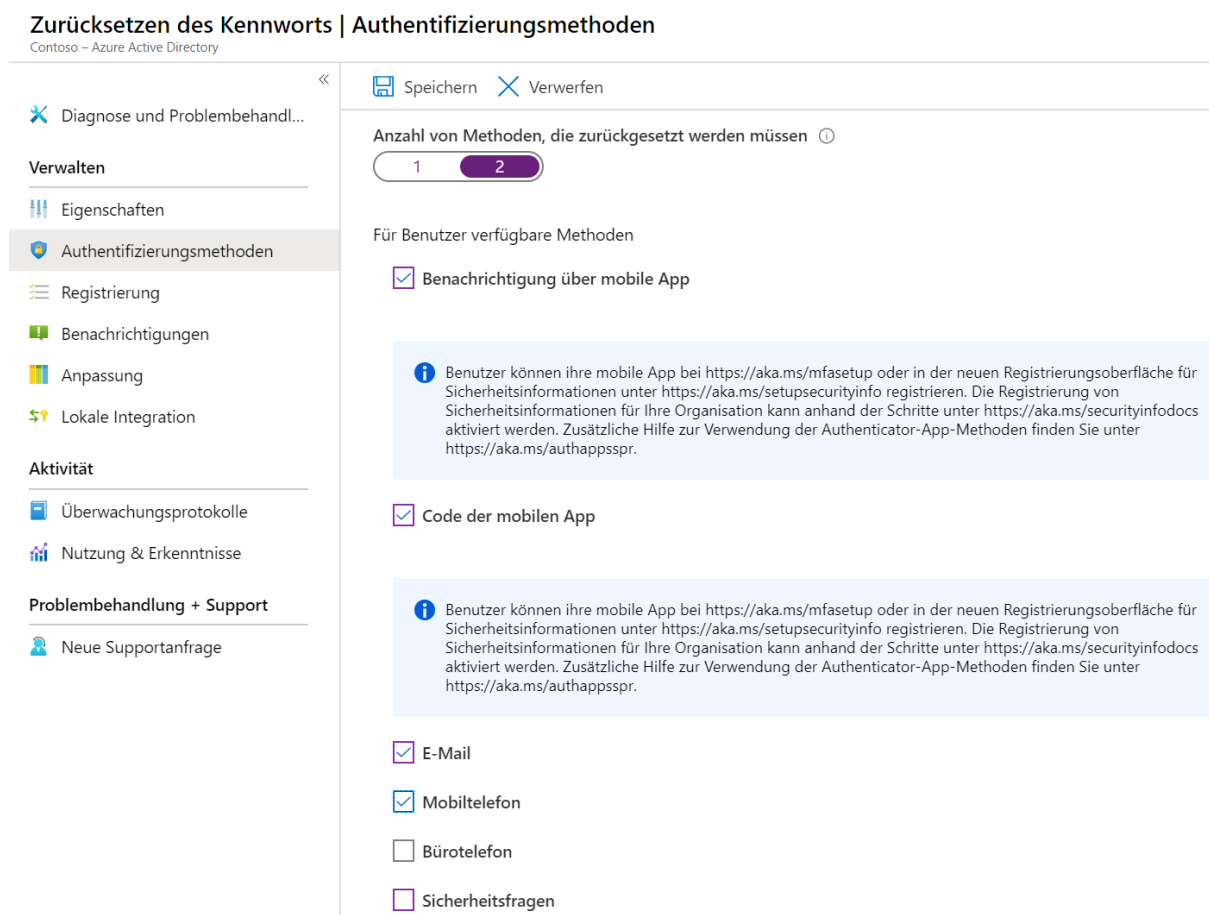 Zurücksetzen des Kennworts | Authentifizierungsmethoden
Contoso – Azure Active Directory
«
Diagnose und Problembehandl...
Verwalten
Eigenschaften
Authentifizierungsmethoden
Registrierung
Benachrichtigungen
Anpassung
Lokale Integration
Aktivität
Überwachungsprotokolle
Nutzung & Erkenntnisse
Problembehandlung + Support
Neue Supportanfrage
Speichern Verwerfen
Anzahl von Methoden, die zurückgesetzt werden müssen
1 2
Für Benutzer verfügbare Methoden
Benachrichtigung über mobile App
Benutzer können ihre mobile App bei https://aka.ms/mfasetup oder in der neuen Registrierungsoberfläche für
Sicherheitsinformationen unter https://aka.ms/setupsecurityinfo registrieren. Die Registrierung von
Sicherheitsinformationen für Ihre Organisation kann anhand der Schritte unter https://aka.ms/securityinfodocs
aktiviert werden. Zusätzliche Hilfe zur Verwendung der Authenticator-App-Methoden finden Sie unter
https://aka.ms/authappsspr.
Code der mobilen App
Benutzer können ihre mobile App bei https://aka.ms/mfasetup oder in der neuen Registrierungsoberfläche für
Sicherheitsinformationen unter https://aka.ms/setupsecurityinfo registrieren. Die Registrierung von
Sicherheitsinformationen für Ihre Organisation kann anhand der Schritte unter https://aka.ms/securityinfodocs
aktiviert werden. Zusätzliche Hilfe zur Verwendung der Authenticator-App-Methoden finden Sie unter
https://aka.ms/authappsspr.
E-Mail
Mobiltelefon
Bürotelefon
Sicherheitsfragen